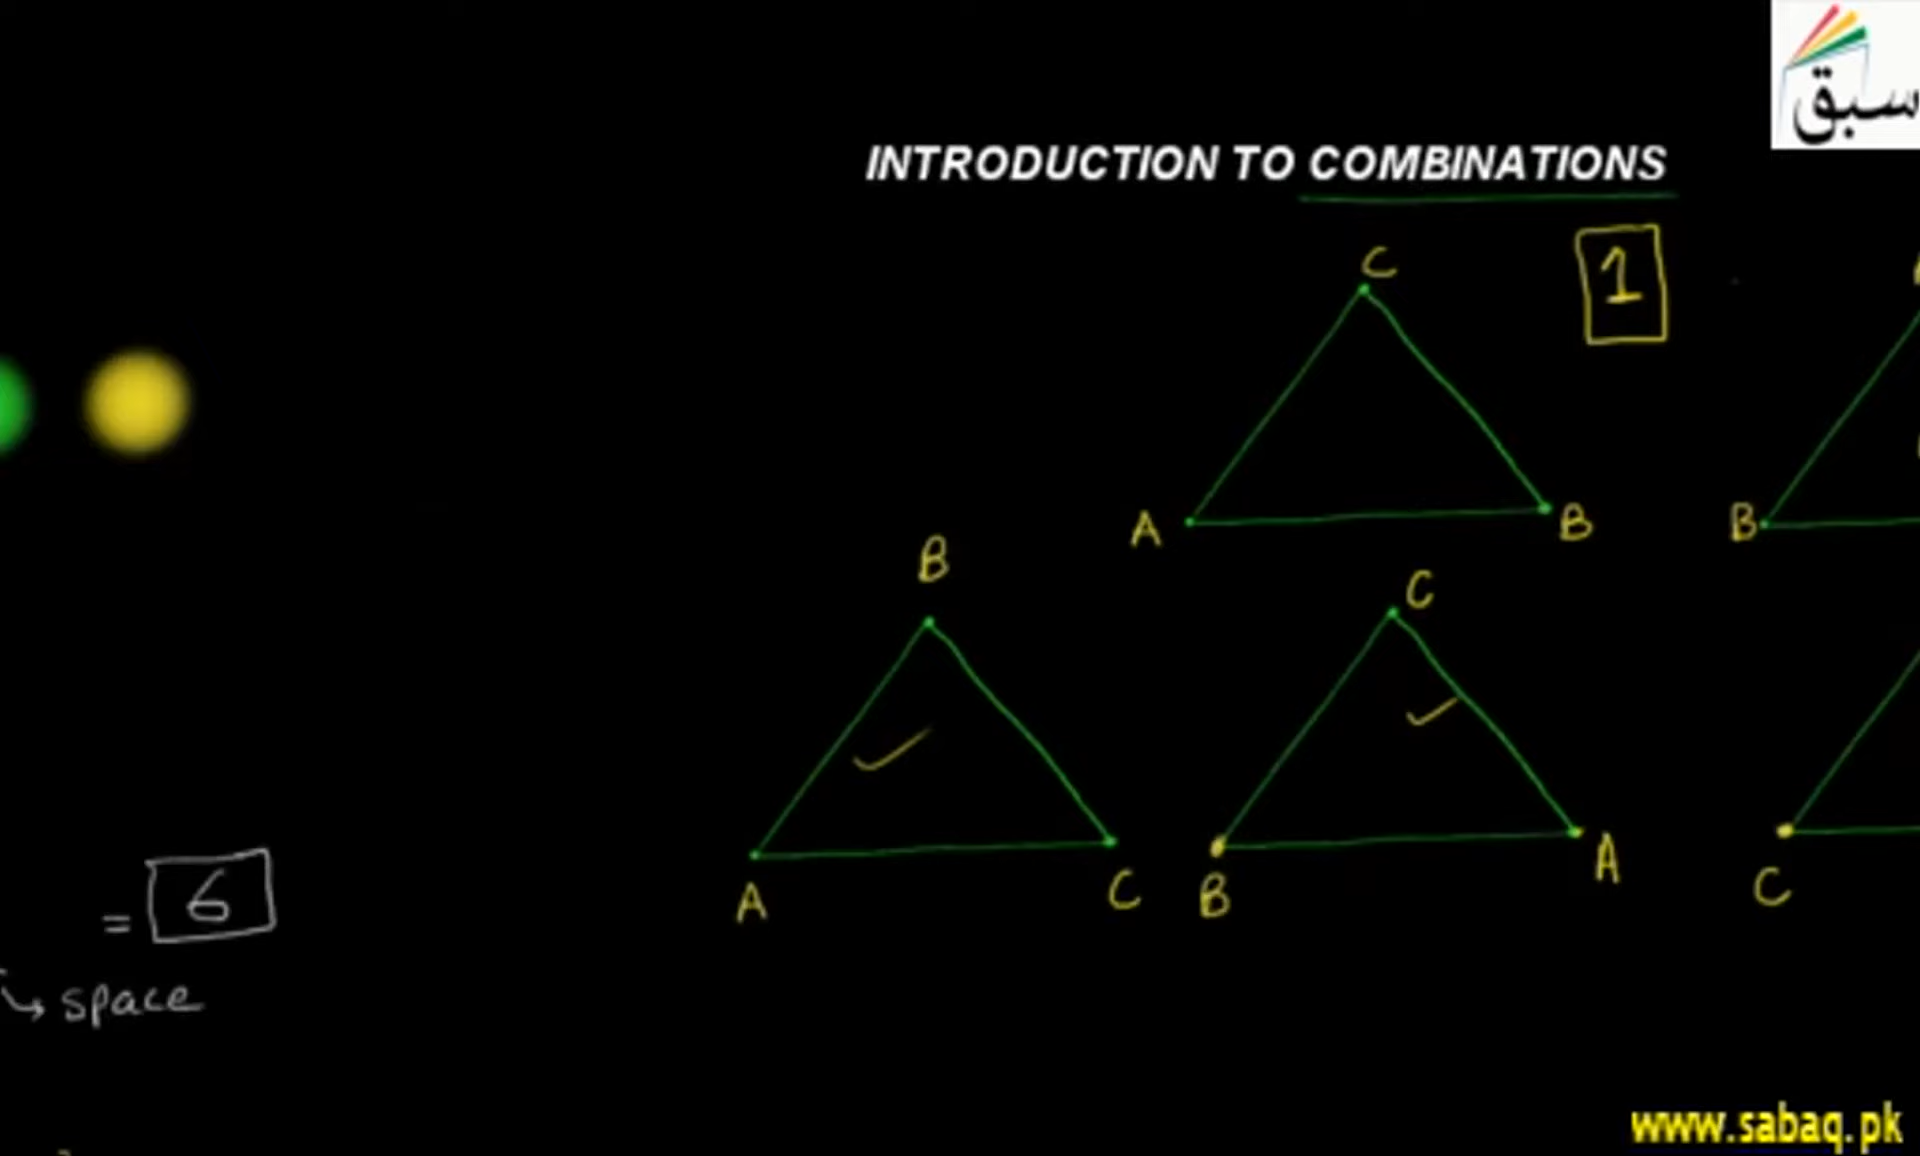 سبق
INTRODUCTION TO COMBINATIONS
C
1
A
B
B
B
C
A
C
B
A
C
= 6
↳ space
www.sabaq.pk